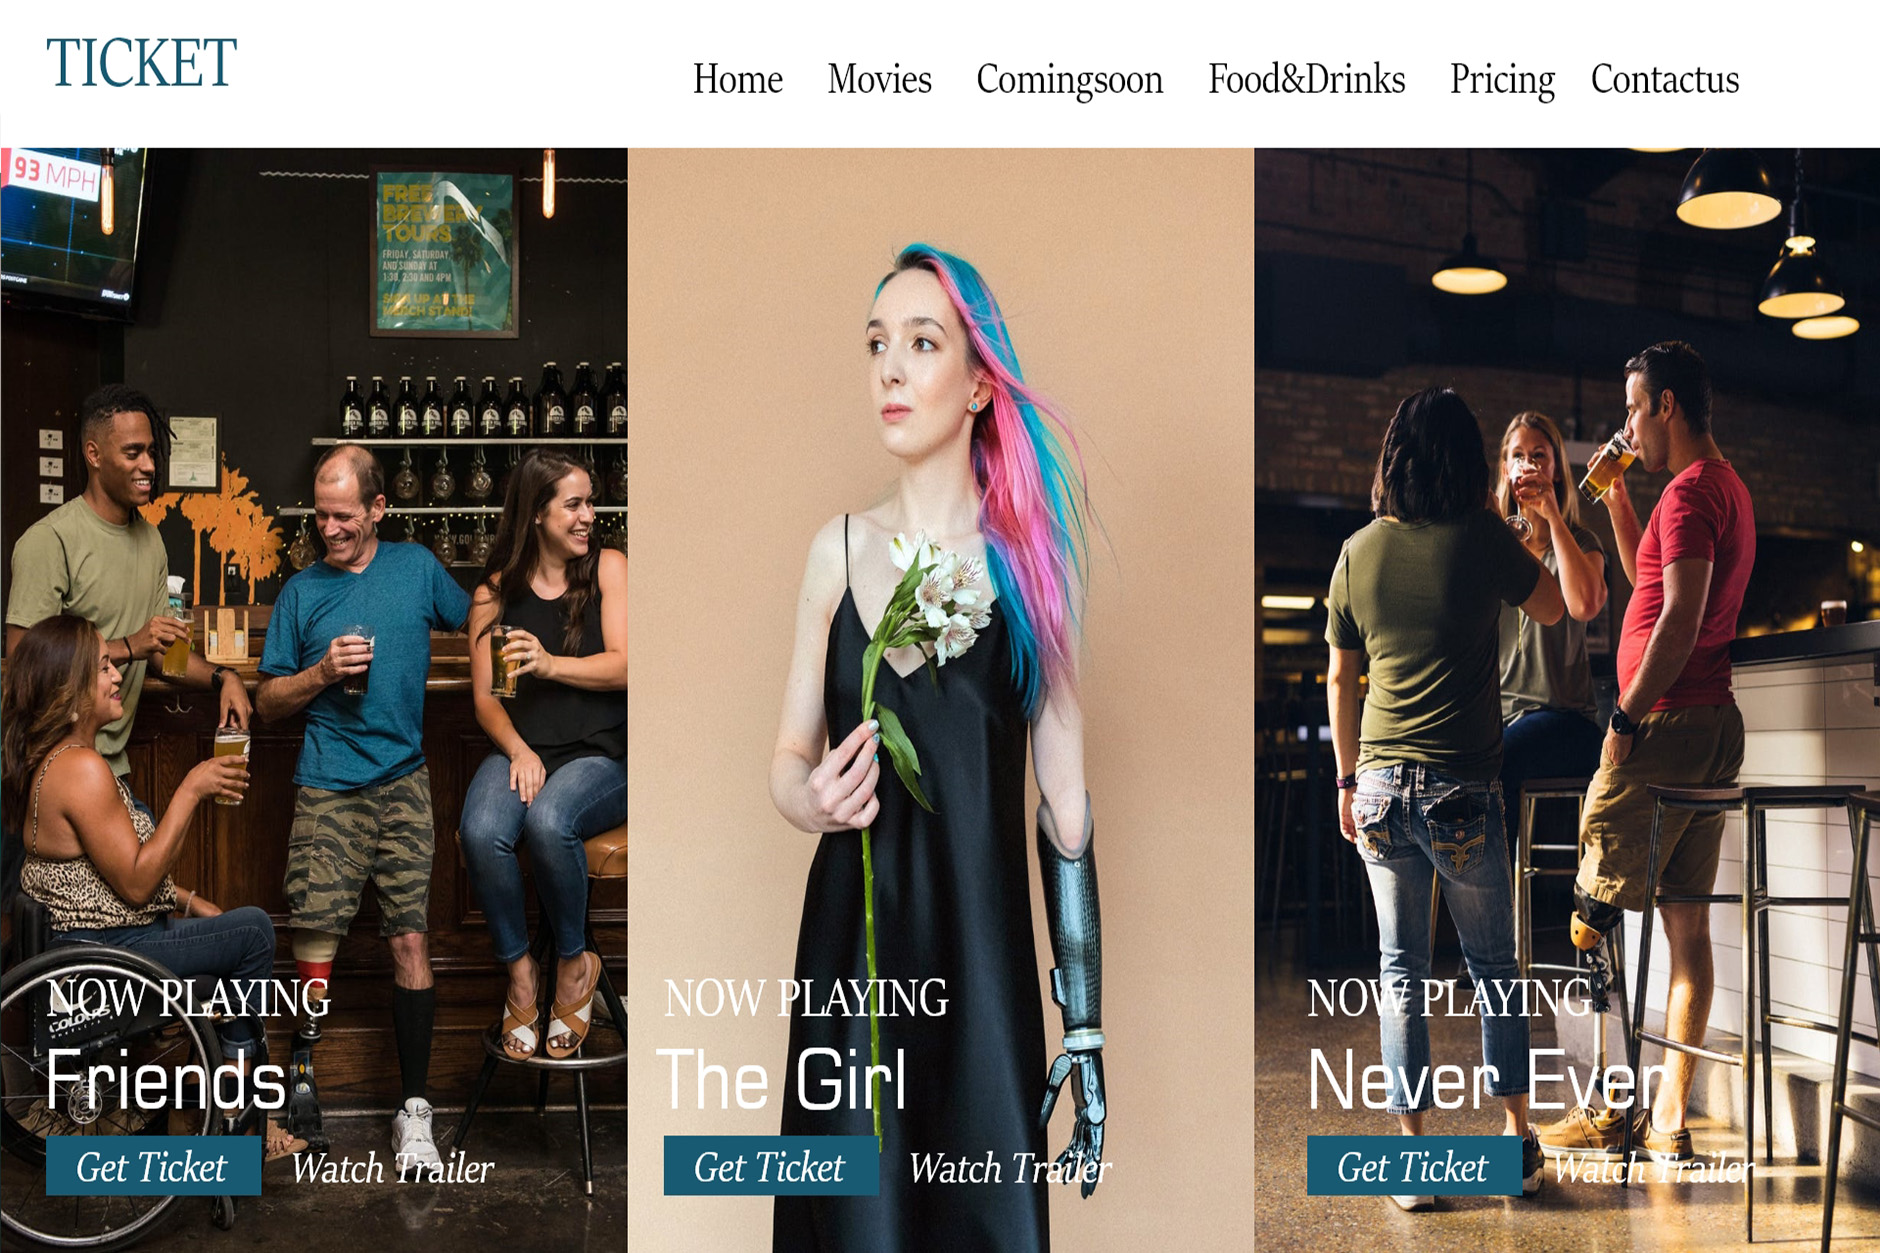 TICKET
Home Movies Comingsoon Food&Drinks Pricing Contactus
93 MPH
FREE
BREWERY
TOURS
FRIDAY, SATURDAY,
AND SUNDAY AT
1:30, 2:30 AND 4PM
SIGN UP AT THE
MERCH STAND!
NOW PLAYING
Friends
Get Ticket Watch Trailer
COLOURS
NOW PLAYING
The Girl
Get Ticket Watch Trailer
NOW PLAYING
Never Ever
Get Ticket Watch Trailer